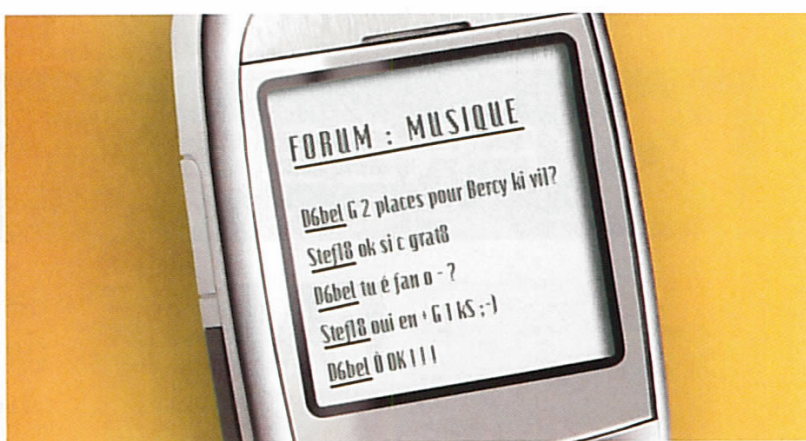 FORUM : MUSIQUE
D6bel G 2 places pour Bercy ki vil?
Stef18 ok si c grat8
D6bel tu é fan o - ?
Stef18 oui en + G 1 kS ;-)
D6bel Ô OK ! ! !